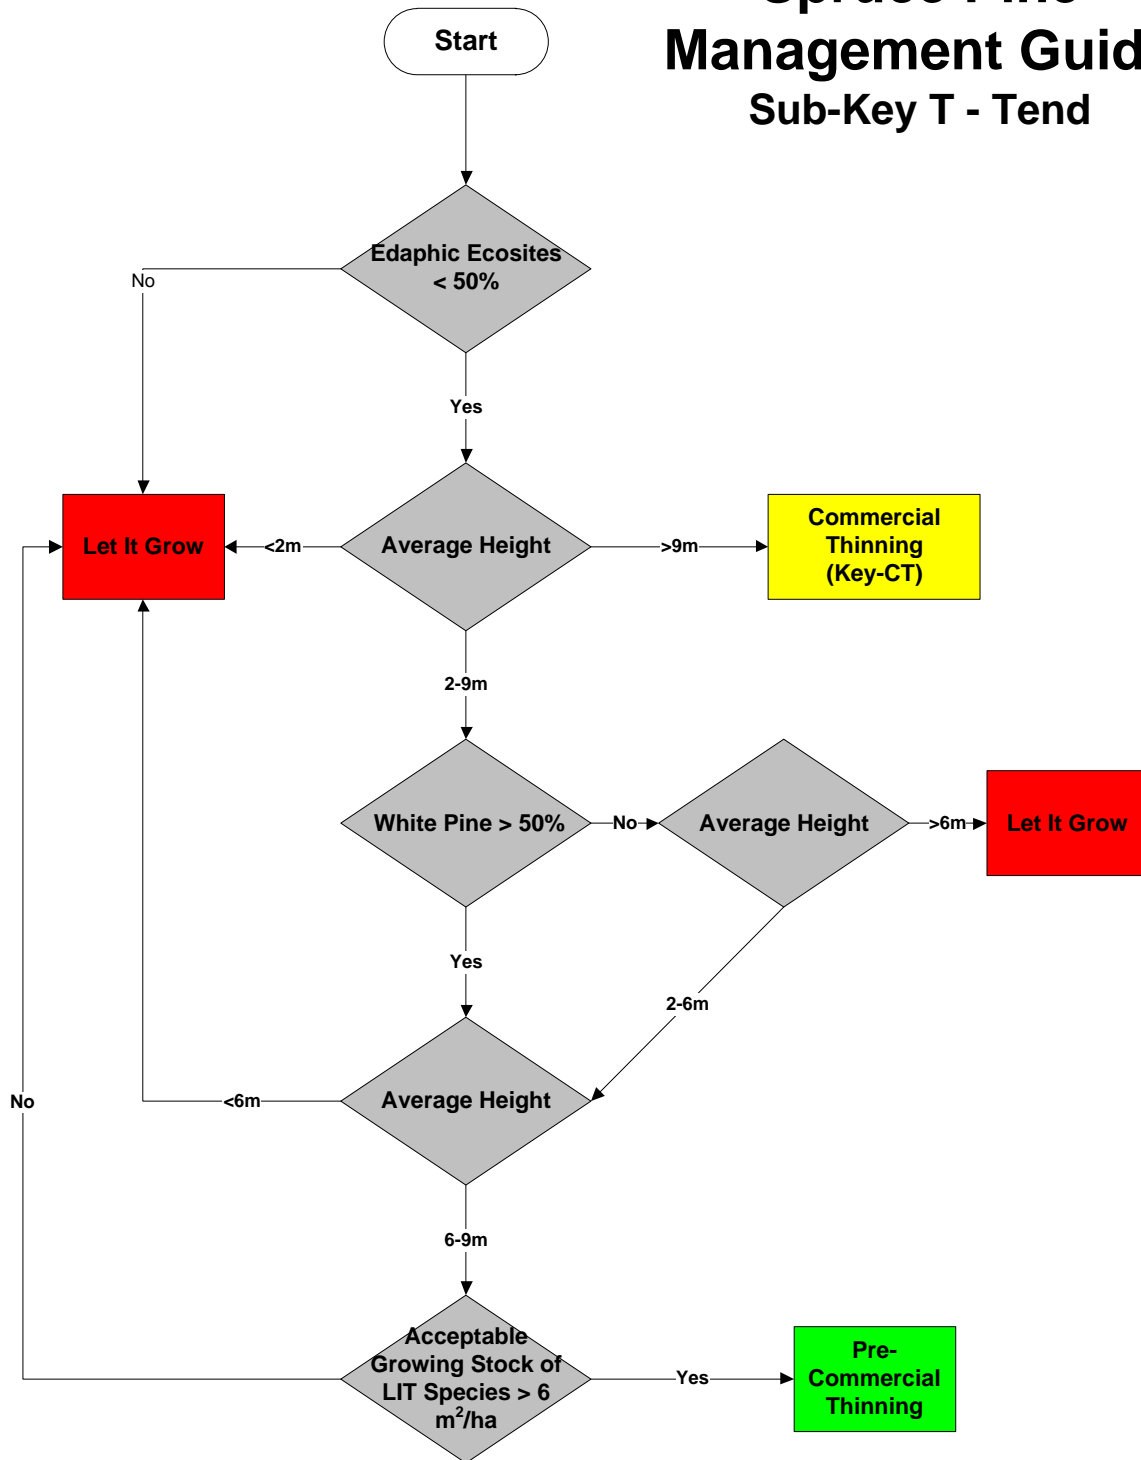 Start
Management Guid
Sub-Key T - Tend
Edaphic Ecosites
< 50%
No
Yes
Let It Grow
<2m
Average Height
>9m
Commercial
Thinning
(Key-CT)
2-9m
White Pine > 50%
No
Average Height
>6m
Let It Grow
Yes
2-6m
No
<6m
Average Height
6-9m
Acceptable
Growing Stock of
LIT Species > 6
m²/ha
Yes
Pre-
Commercial
Thinning